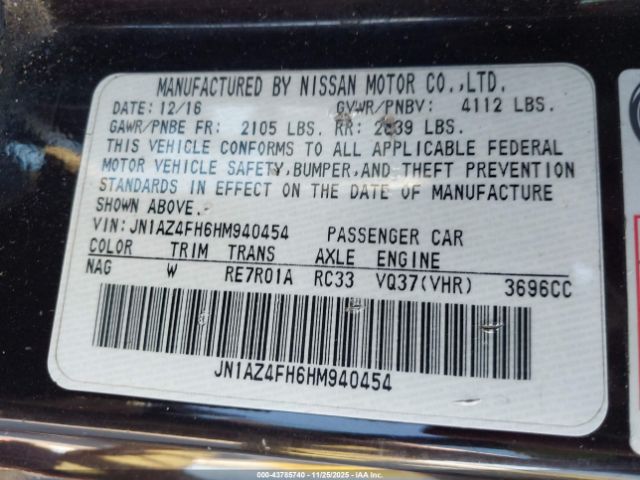 MANUFACTURED BY NISSAN MOTOR CO.,LTD.
DATE: 12/16 GVWR/PNBV: 4112 LBS.
GAWR/PNBE FR: 2105 LBS. RR: 2039 LBS.
THIS VEHICLE CONFORMS TO ALL APPLICABLE FEDERAL
MOTOR VEHICLE SAFETY,BUMPER,AND THEFT PREVENTION
STANDARDS IN EFFECT ON THE DATE OF MANUFACTURE
SHOWN ABOVE.
VIN: JN1AZ4FH6HM940454 PASSENGER CAR
COLOR TRIM TRANS AXLE ENGINE
NAG W RE7R01A RC33 VQ37(VHR) 3696CC
JN1AZ4FH6HM940454
000-43785740 - 11/25/2025 -